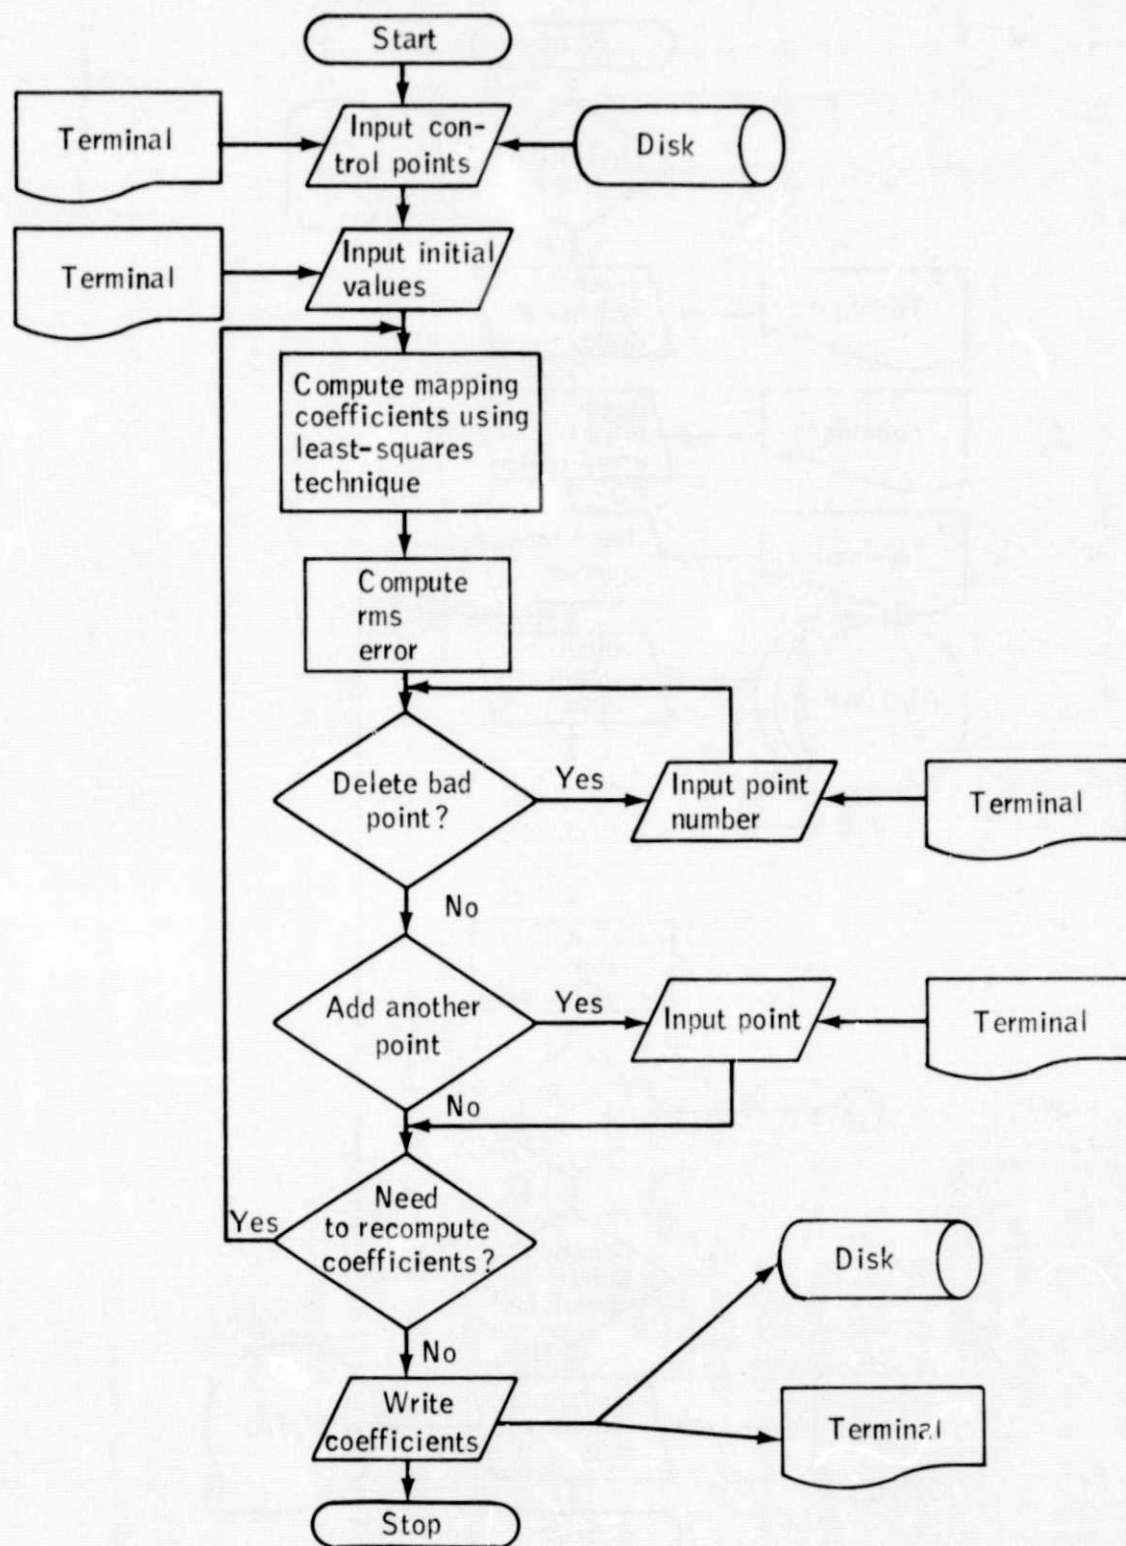 Start
Terminal
Input con-
trol points
Disk
Terminal
Input initial
values
Compute mapping
coefficients using
least-squares
technique
Compute
rms
error
Delete bad
point?
Yes
Input point
number
Terminal
No
Add another
point
Yes
Input point
Terminal
No
Need
to recompute
coefficients?
Yes
Disk
No
Write
coefficients
Terminal
Stop